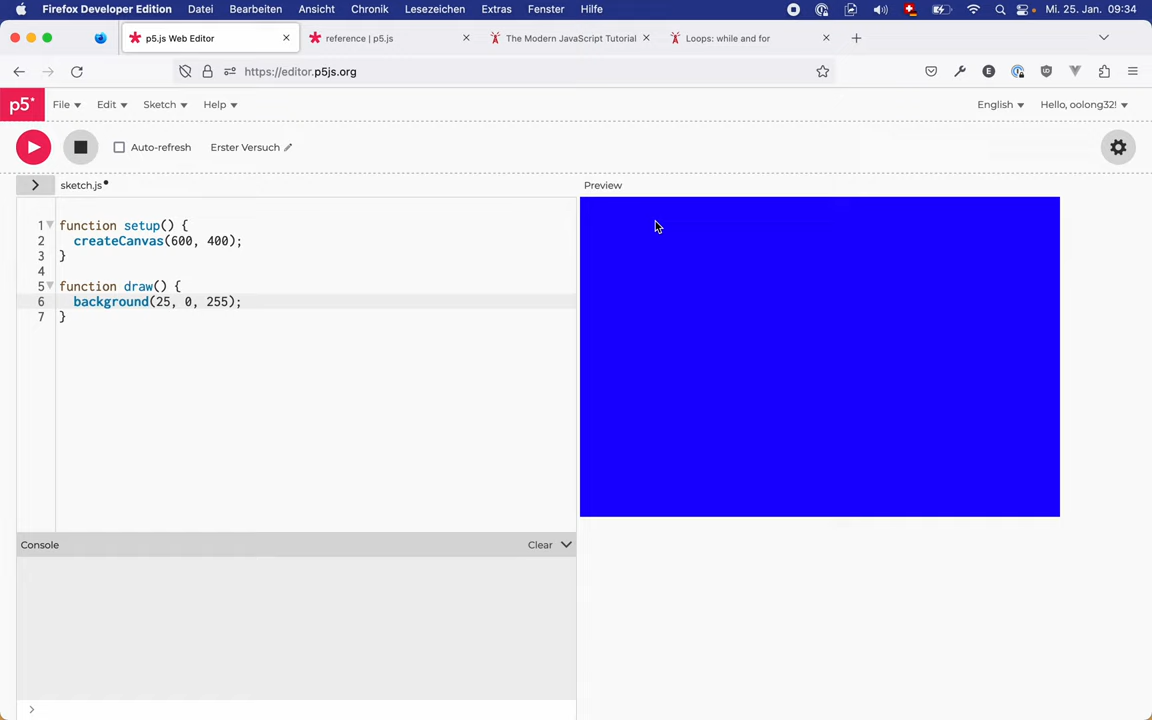 Firefox Developer Edition Datei Bearbeiten Ansicht Chronik Lesezeichen Extras Fenster Hilfe Mi. 25. Jan. 09:34
p5.js Web Editor reference | p5.js The Modern JavaScript Tutorial Loops: while and for
https://editor.p5js.org
p5* File Edit Sketch Help English Hello, oolong32!
Auto-refresh Erster Versuch
sketch.js Preview
1 function setup() {
2 createCanvas(600, 400);
3 }
4
5 function draw() {
6 background(25, 0, 255);
7 }
Console Clear